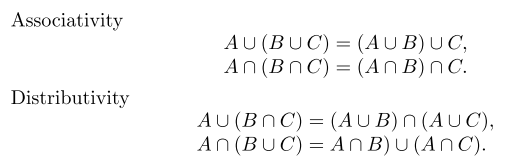 Associativity
A ∪ (B ∪ C) = (A ∪ B) ∪ C,
A ∩ (B ∩ C) = (A ∩ B) ∩ C.
Distributivity
A ∪ (B ∩ C) = (A ∪ B) ∩ (A ∪ C),
A ∩ (B ∪ C) = A ∩ B) ∪ (A ∩ C).